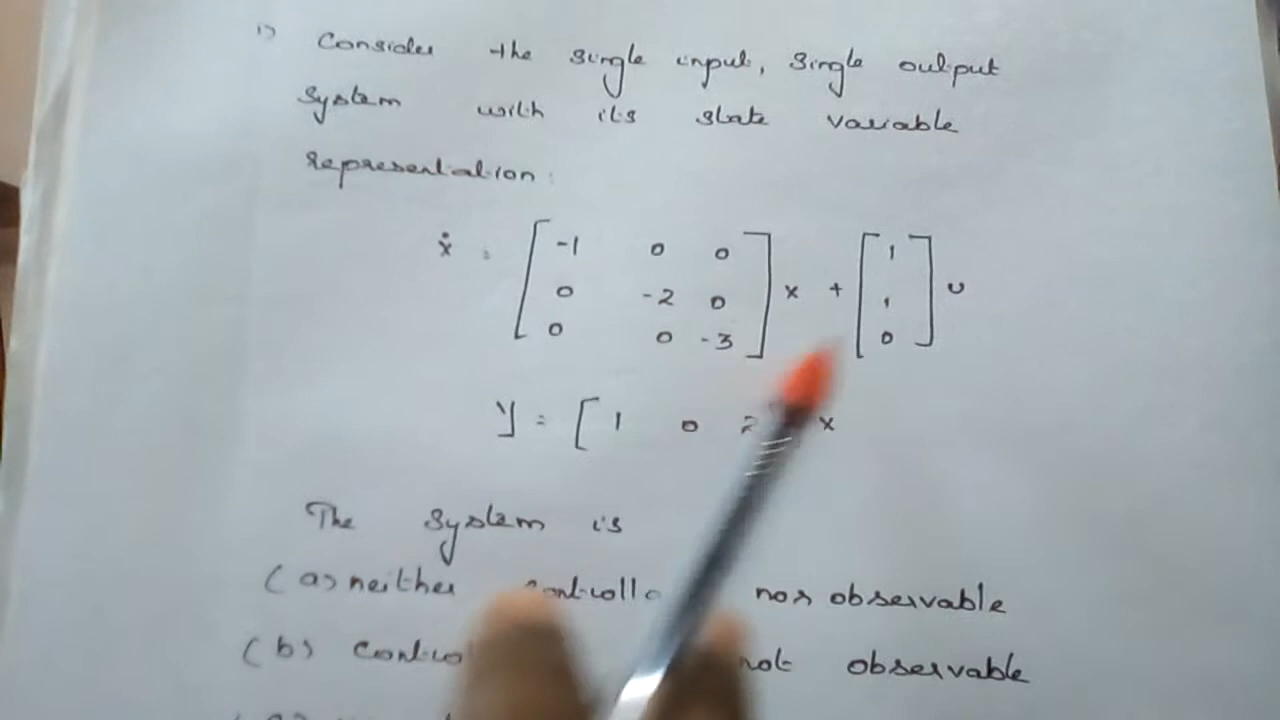 1) Consider the single input, single output
system with its state variable
representation:
ẋ = [ -1 0 0
0 -2 0
0 0 -3 ] x + [ 1
1
0 ] u
y = [ 1 0 2 x
The system is
(a) neither nor observable
(b) not observable